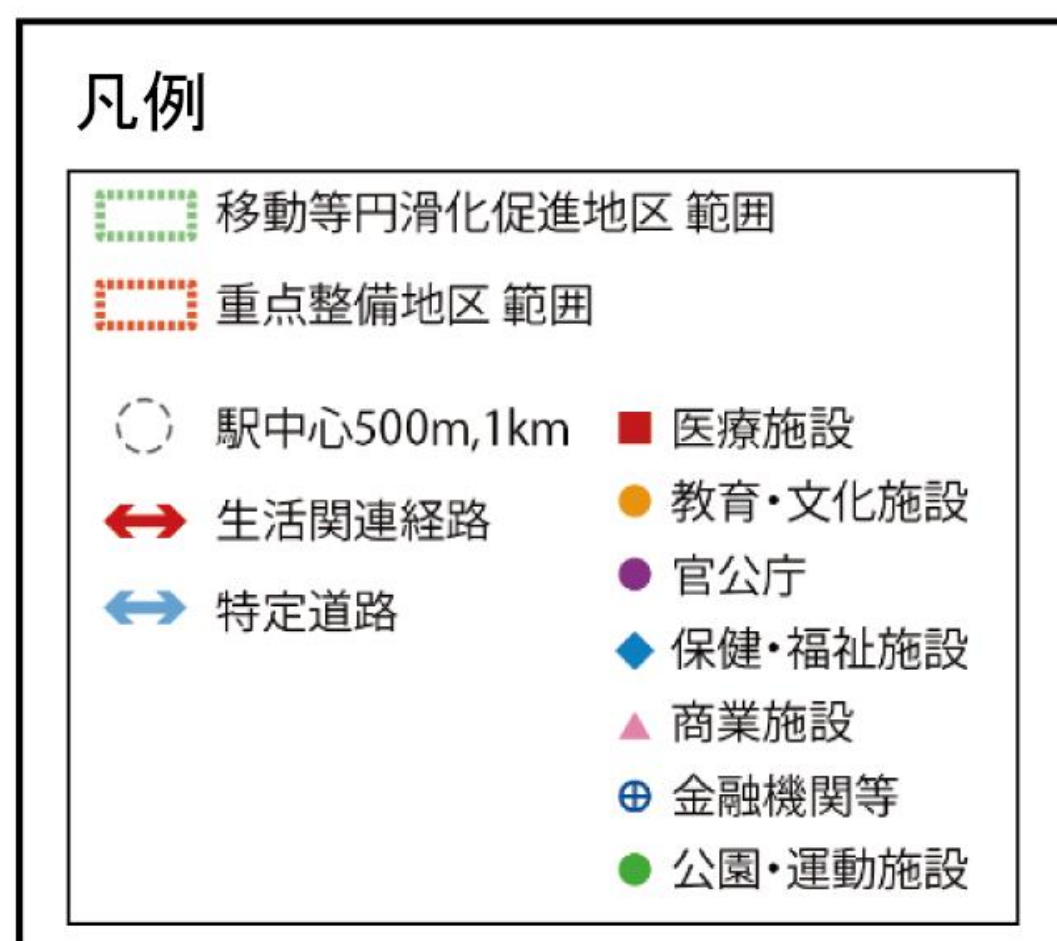 凡例
移動等円滑化促進地区 範囲
重点整備地区 範囲
駅中心500m,1km
生活関連経路
特定道路
医療施設
教育・文化施設
官公庁
保健・福祉施設
商業施設
金融機関等
公園・運動施設